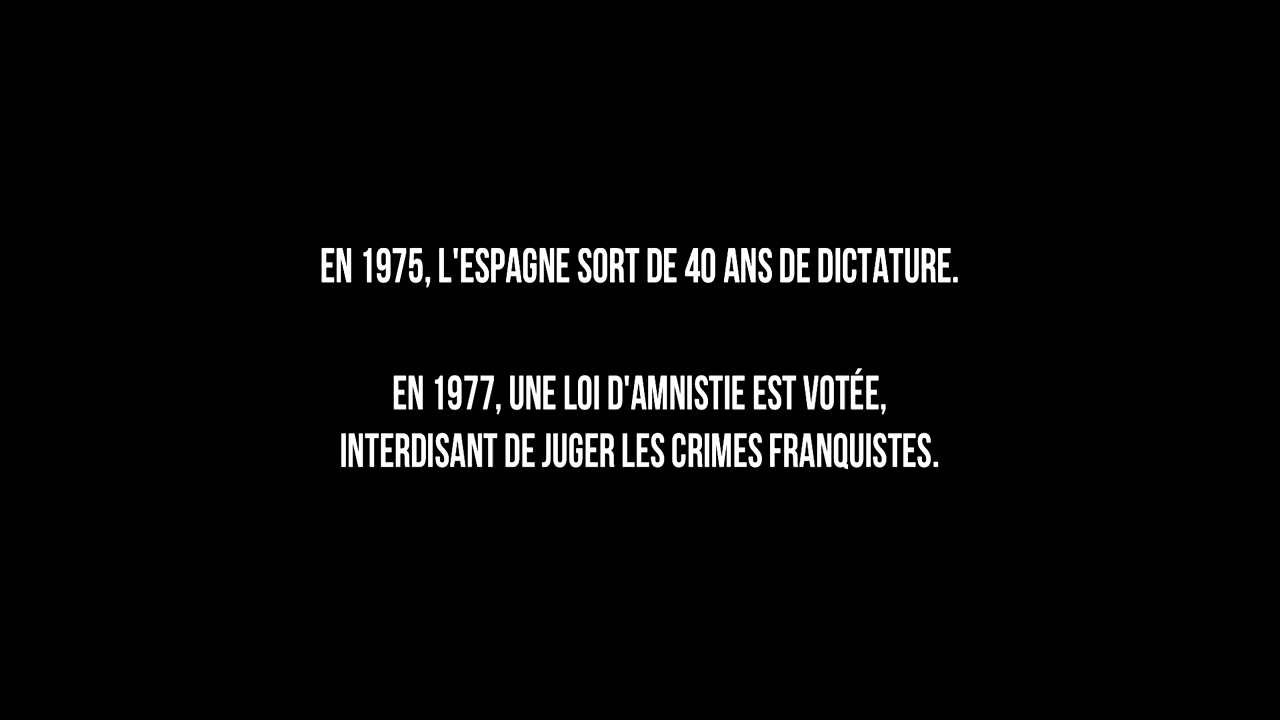 EN 1975, L'ESPAGNE SORT DE 40 ANS DE DICTATURE.
EN 1977, UNE LOI D'AMNISTIE EST VOTÉE,
INTERDISANT DE JUGER LES CRIMES FRANQUISTES.